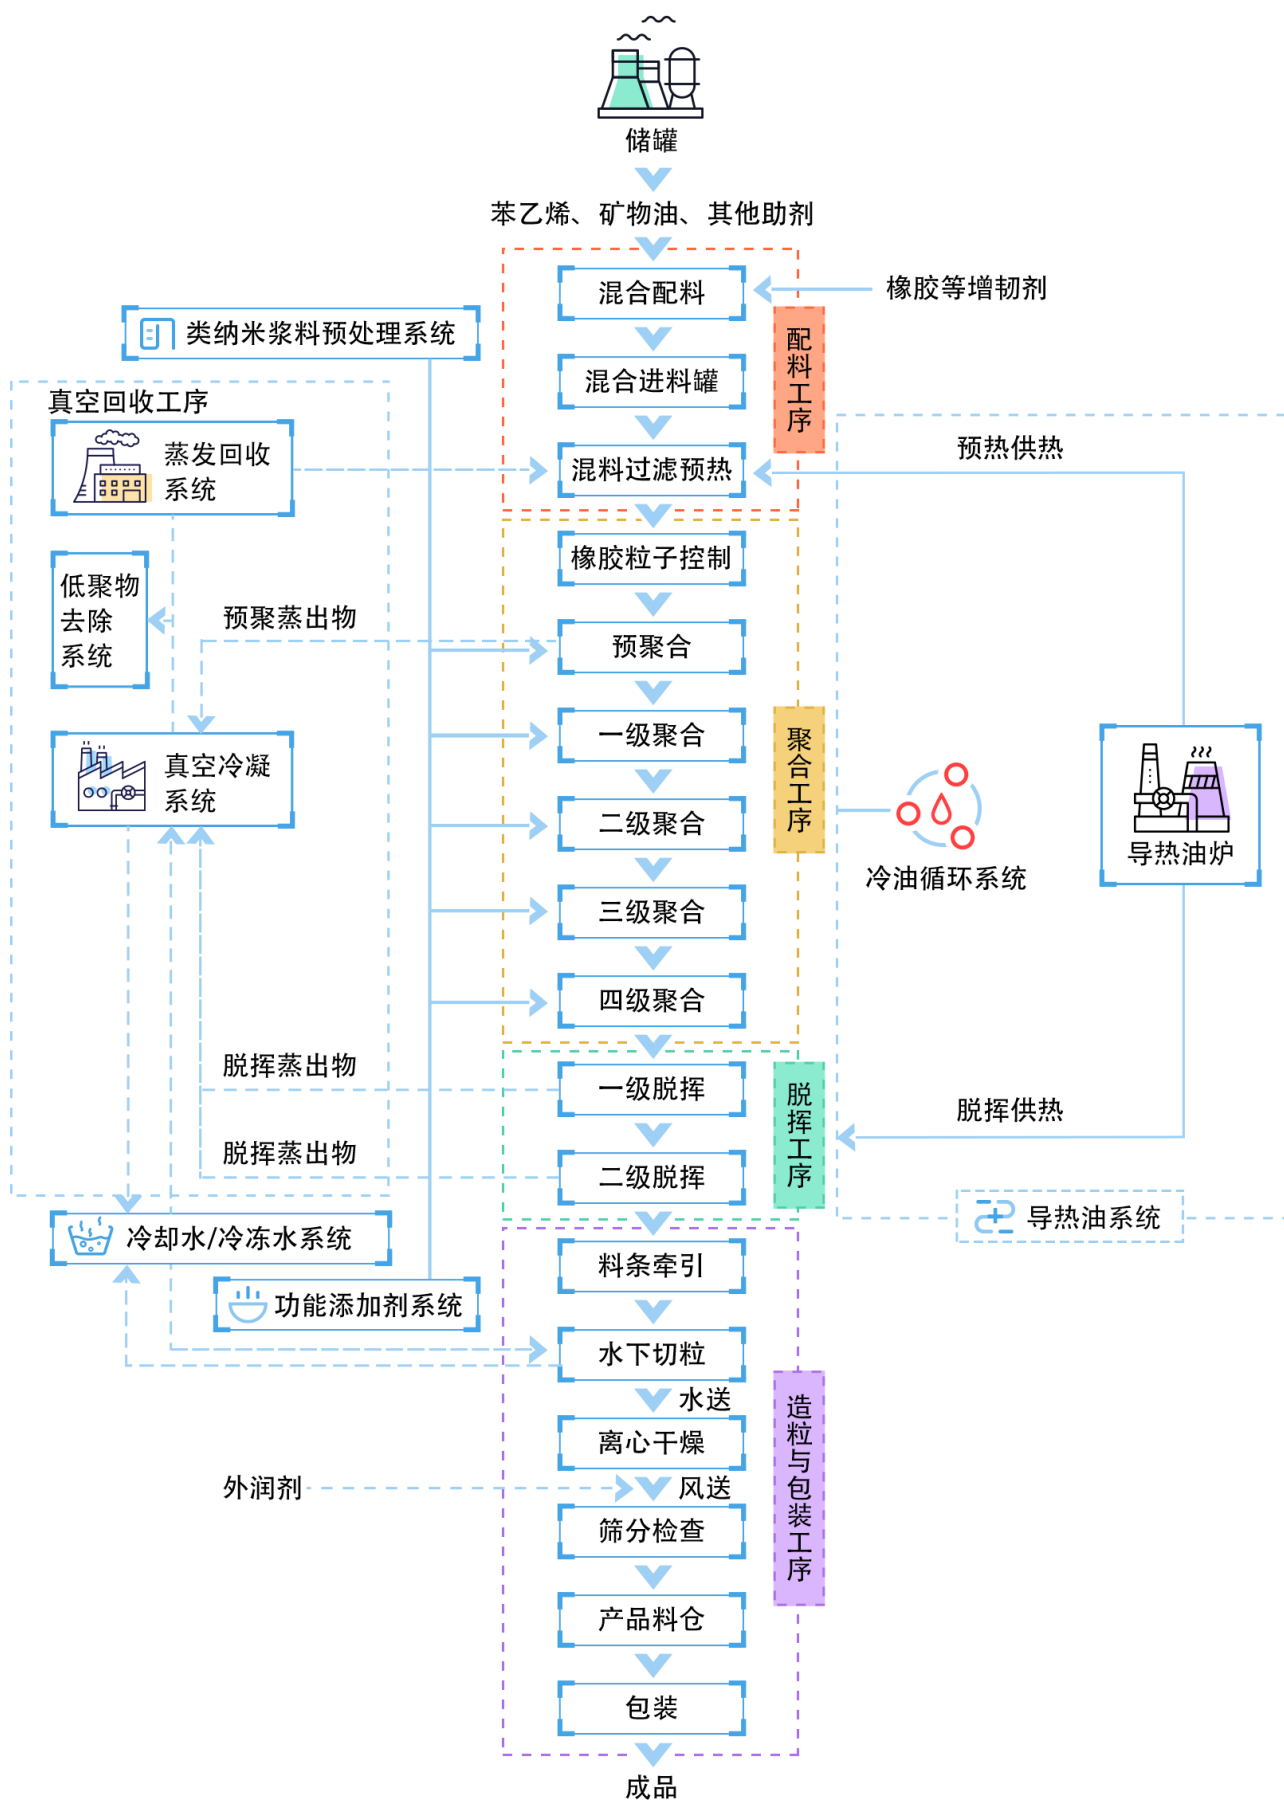 储罐
苯乙烯、矿物油、其他助剂
混合配料
橡胶等增韧剂
类纳米浆料预处理系统
配料工序
混合进料罐
真空回收工序
蒸发回收
系统
混料过滤预热
预热供热
橡胶粒子控制
低聚物
去除
系统
预聚蒸出物
预聚合
一级聚合
聚合工序
真空冷凝
系统
二级聚合
冷油循环系统
导热油炉
三级聚合
四级聚合
脱挥蒸出物
一级脱挥
脱挥工序
脱挥供热
脱挥蒸出物
二级脱挥
冷却水/冷冻水系统
导热油系统
料条牵引
功能添加剂系统
水下切粒
水送
造粒与包装工序
离心干燥
外润剂
风送
筛分检查
产品料仓
包装
成品